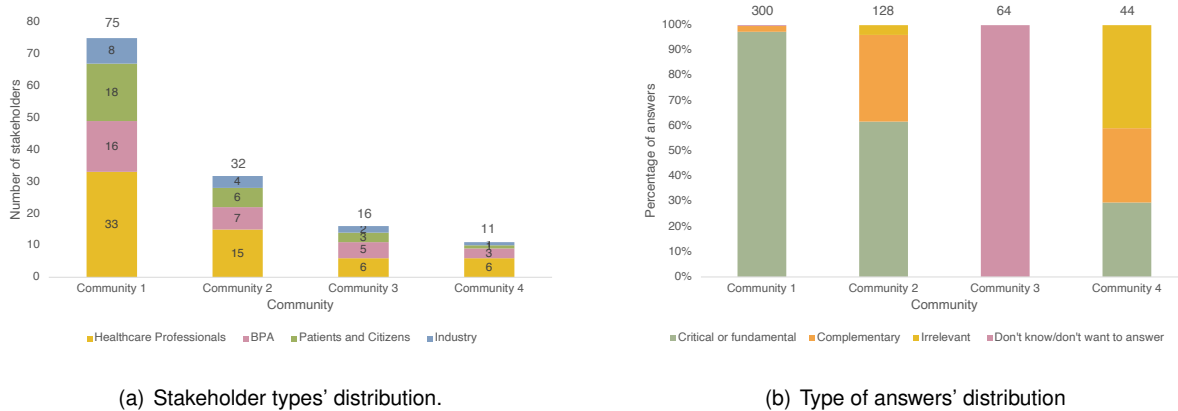 75
80
70
60
50
40
30
20
10
0
Number of stakeholders
8
18
16
33
32
4
6
7
15
16
2
3
5
6
11
1
3
6
Community 1
Community 2
Community 3
Community 4
Community
Healthcare Professionals
BPA
Patients and Citizens
Industry
(a) Stakeholder types' distribution.
300
128
64
44
100%
90%
80%
70%
60%
50%
40%
30%
20%
10%
0%
Percentage of answers
Community 1
Community 2
Community 3
Community 4
Community
Critical or fundamental
Complementary
Irrelevant
Don't know/don't want to answer
(b) Type of answers' distribution